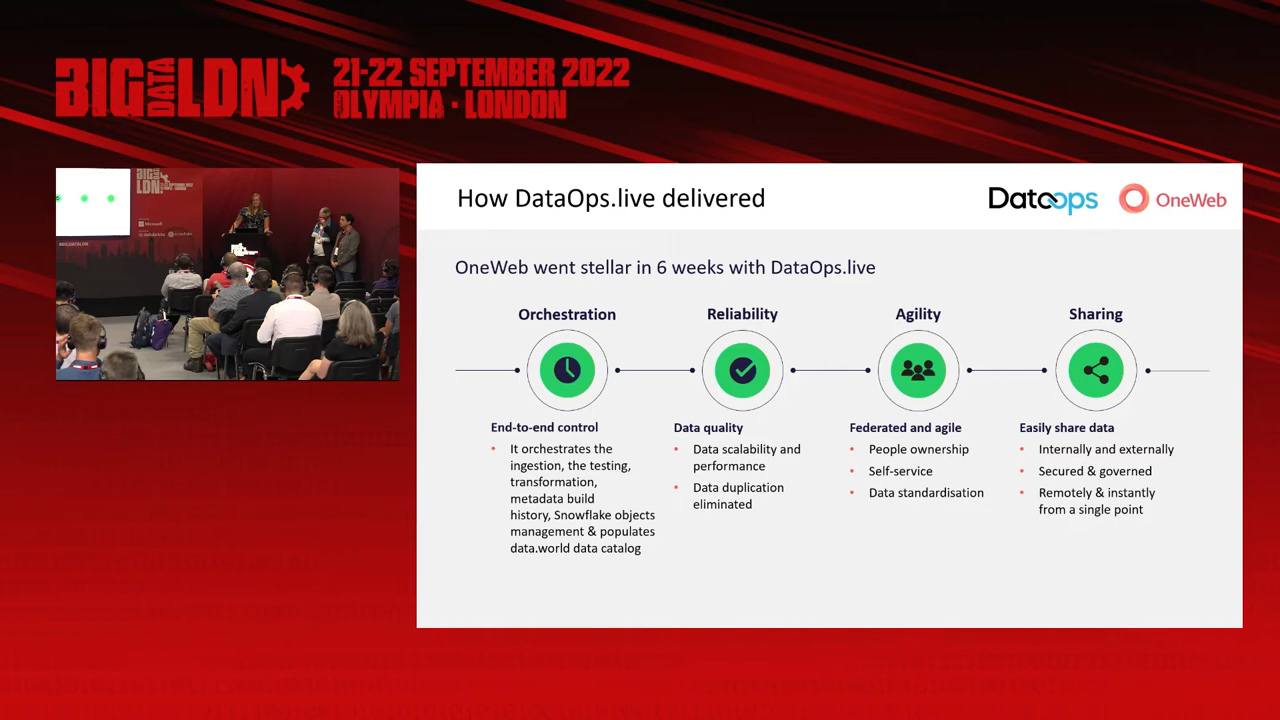 BIG DATA LDN
21-22 SEPTEMBER 2022
OLYMPIA · LONDON
BIG
LDN
How DataOps.live delivered
Dataops
OneWeb
OneWeb went stellar in 6 weeks with DataOps.live
Orchestration
End-to-end control
• It orchestrates the
ingestion, the testing,
transformation,
metadata build
history, Snowflake objects
management & populates
data.world data catalog
Reliability
Data quality
• Data scalability and
performance
• Data duplication
eliminated
Agility
Federated and agile
• People ownership
• Self-service
• Data standardisation
Sharing
Easily share data
• Internally and externally
• Secured & governed
• Remotely & instantly
from a single point